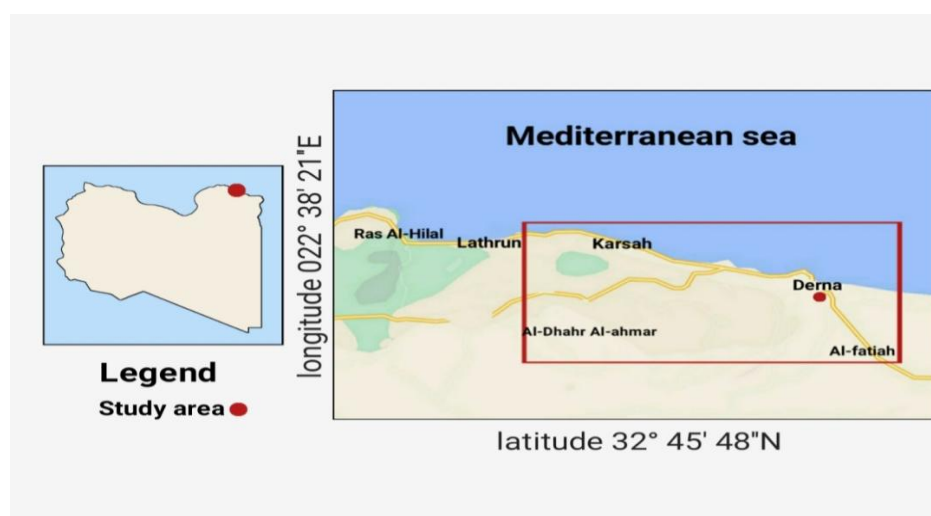 Mediterranean sea
longitude 022° 38' 21"E
Ras Al-Hilal
Lathrun
Karsah
Derna
Al-Dhahr Al-ahmar
Al-fatiah
Legend
Study area
latitude 32° 45' 48"N